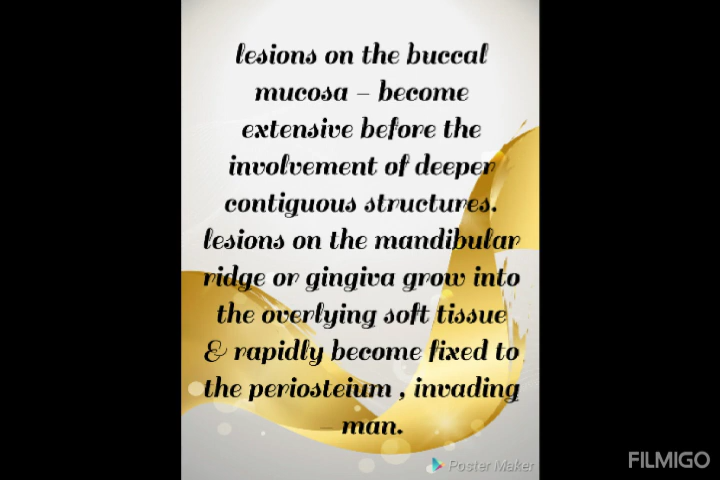 lesions on the buccal
mucosa – become
extensive before the
involvement of deeper
contiguous structures.
lesions on the mandibular
ridge or gingiva grow into
the overlying soft tissue
& rapidly become fixed to
the periosteium , invading
– man.
Poster Maker
FILMIGO